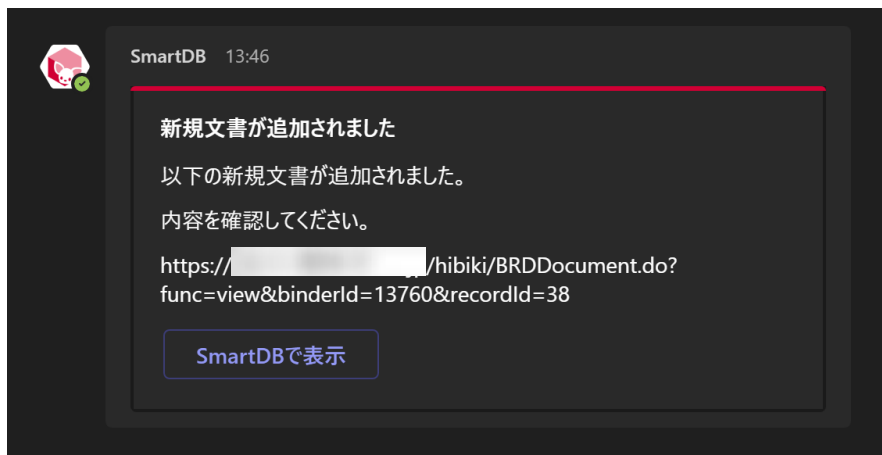 SmartDB 13:46
新規文書が追加されました
以下の新規文書が追加されました。
内容を確認してください。
https:// /hibiki/BRDDocument.do?
func=view&binderId=13760&recordId=38
SmartDBで表示